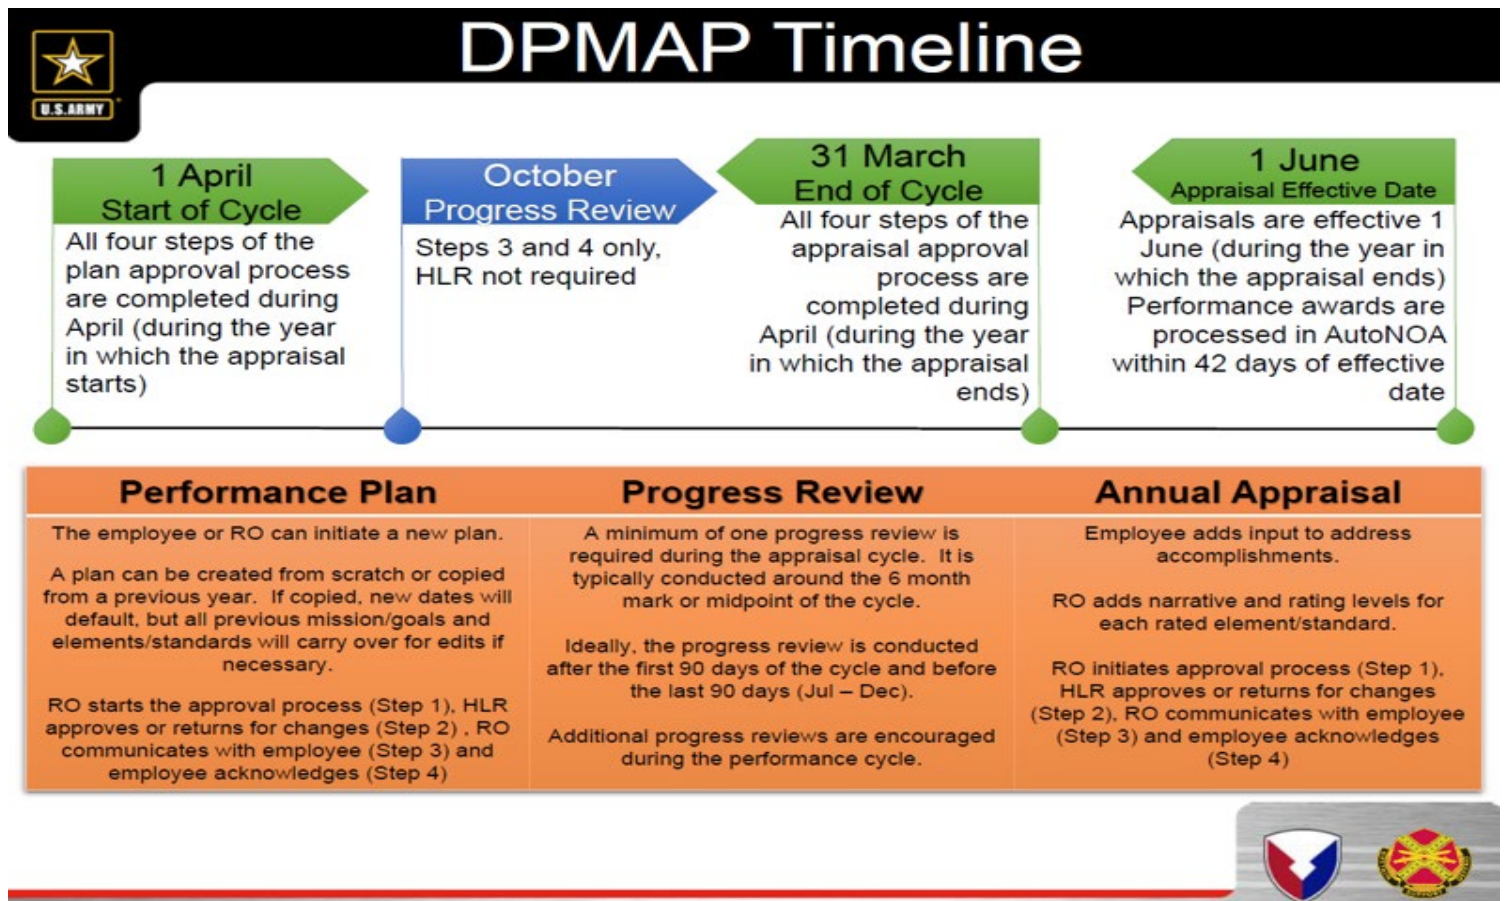 DPMAP Timeline
U.S.ARMY
1 April
Start of Cycle
All four steps of the
plan approval process
are completed during
April (during the year
in which the appraisal
starts)
October
Progress Review
Steps 3 and 4 only,
HLR not required
31 March
End of Cycle
All four steps of the
appraisal approval
process are
completed during
April (during the year
in which the appraisal
ends)
1 June
Appraisal Effective Date
Appraisals are effective 1
June (during the year in
which the appraisal ends)
Performance awards are
processed in AutoNOA
within 42 days of effective
date
Performance Plan
The employee or RO can initiate a new plan.
A plan can be created from scratch or copied
from a previous year.  If copied, new dates will
default, but all previous mission/goals and
elements/standards will carry over for edits if
necessary.
RO starts the approval process (Step 1), HLR
approves or returns for changes (Step 2) , RO
communicates with employee (Step 3) and
employee acknowledges (Step 4)
Progress Review
A minimum of one progress review is
required during the appraisal cycle.  It is
typically conducted around the 6 month
mark or midpoint of the cycle.
Ideally, the progress review is conducted
after the first 90 days of the cycle and before
the last 90 days (Jul – Dec).
Additional progress reviews are encouraged
during the performance cycle.
Annual Appraisal
Employee adds input to address
accomplishments.
RO adds narrative and rating levels for
each rated element/standard.
RO initiates approval process (Step 1),
HLR approves or returns for changes
(Step 2), RO communicates with employee
(Step 3) and employee acknowledges
(Step 4)